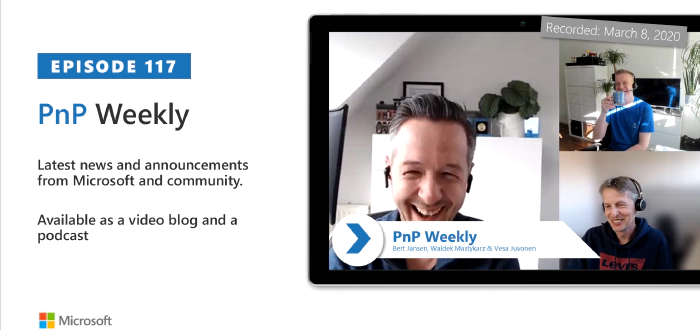 EPISODE 117
PnP Weekly
Latest news and announcements
from Microsoft and community.
Available as a video blog and a
podcast
Microsoft
Recorded: March 8, 2020
PnP Weekly
Bert Jansen, Waldek Mastykarz & Vesa Juvonen
LEVI'S